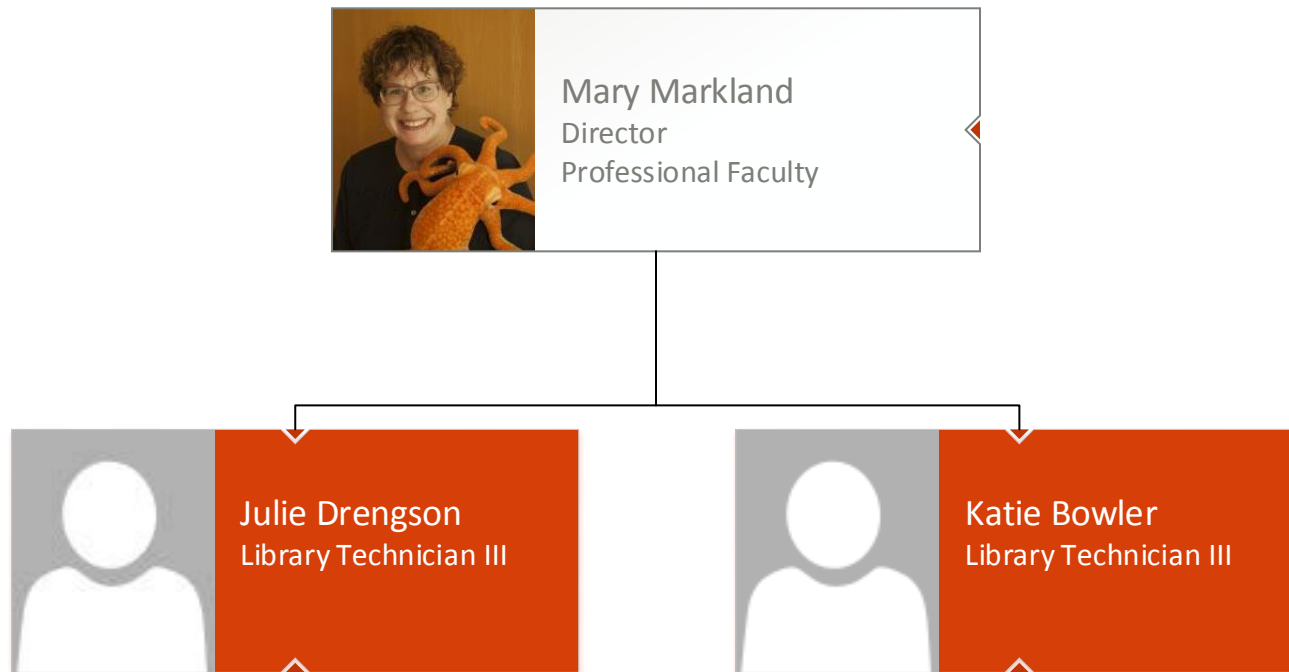 Mary Markland
Director
Professional Faculty
Julie Drengson
Library Technician III
Katie Bowler
Library Technician III